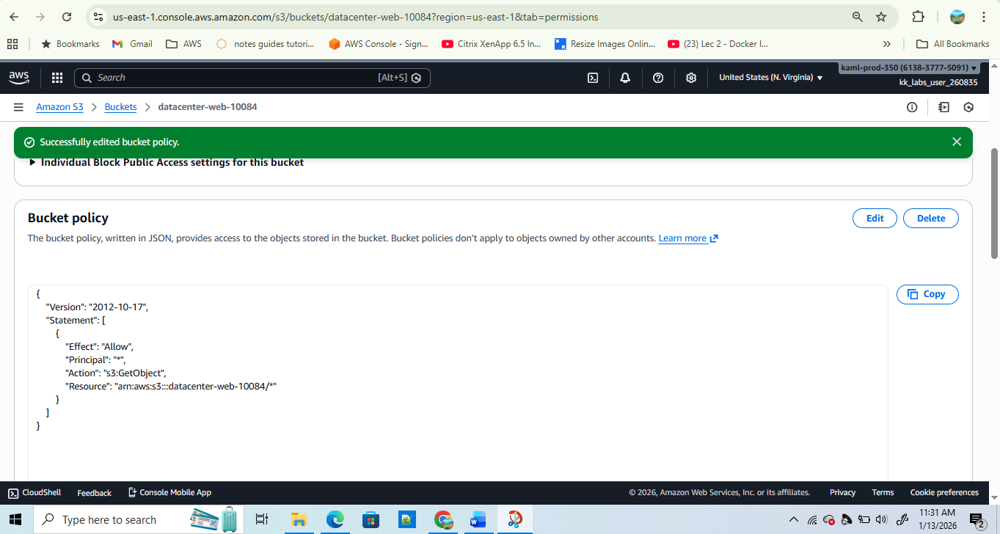 us-east-1.console.aws.amazon.com/s3/buckets/datacenter-web-10084?region=us-east-1&tab=permissions
Bookmarks
Gmail
AWS
notes guides tutori...
AWS Console - Sign...
Citrix XenApp 6.5 In...
Resize Images Onlin...
(23) Lec 2 - Docker I...
»
All Bookmarks
aws
Search
[Alt+S]
United States (N. Virginia) ▼
kaml-prod-350 (6138-3777-5091) ▼
kk_labs_user_260835
Amazon S3 > Buckets > datacenter-web-10084
Successfully edited bucket policy.
Individual Block Public Access settings for this bucket
Bucket policy
Edit
Delete
The bucket policy, written in JSON, provides access to the objects stored in the bucket. Bucket policies don't apply to objects owned by other accounts. Learn more
Copy
{
"Version": "2012-10-17",
"Statement": [
{
"Effect": "Allow",
"Principal": "*",
"Action": "s3:GetObject",
"Resource": "arn:aws:s3:::datacenter-web-10084/*"
}
]
}
CloudShell
Feedback
Console Mobile App
© 2026, Amazon Web Services, Inc. or its affiliates.
Privacy
Terms
Cookie preferences
Type here to search
11:31 AM
1/13/2026
2